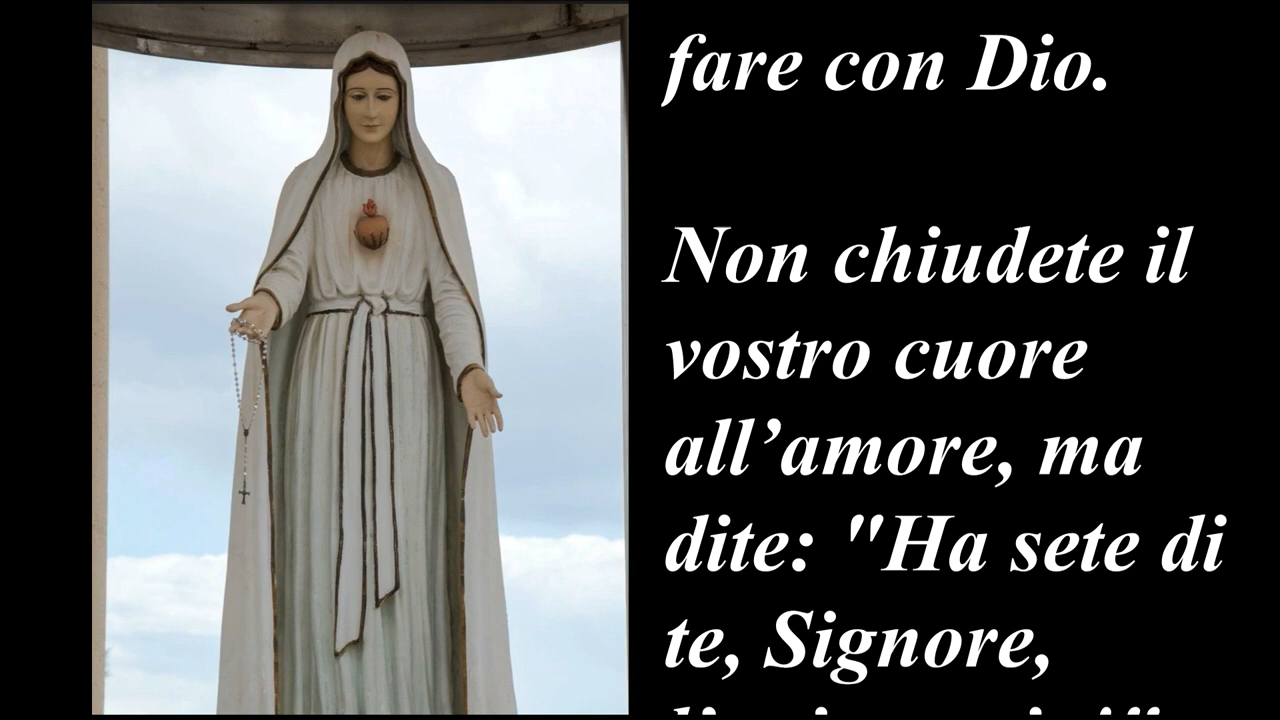 fare con Dio.
Non chiudete il
vostro cuore
all’amore, ma
dite: "Ha sete di
te, Signore,